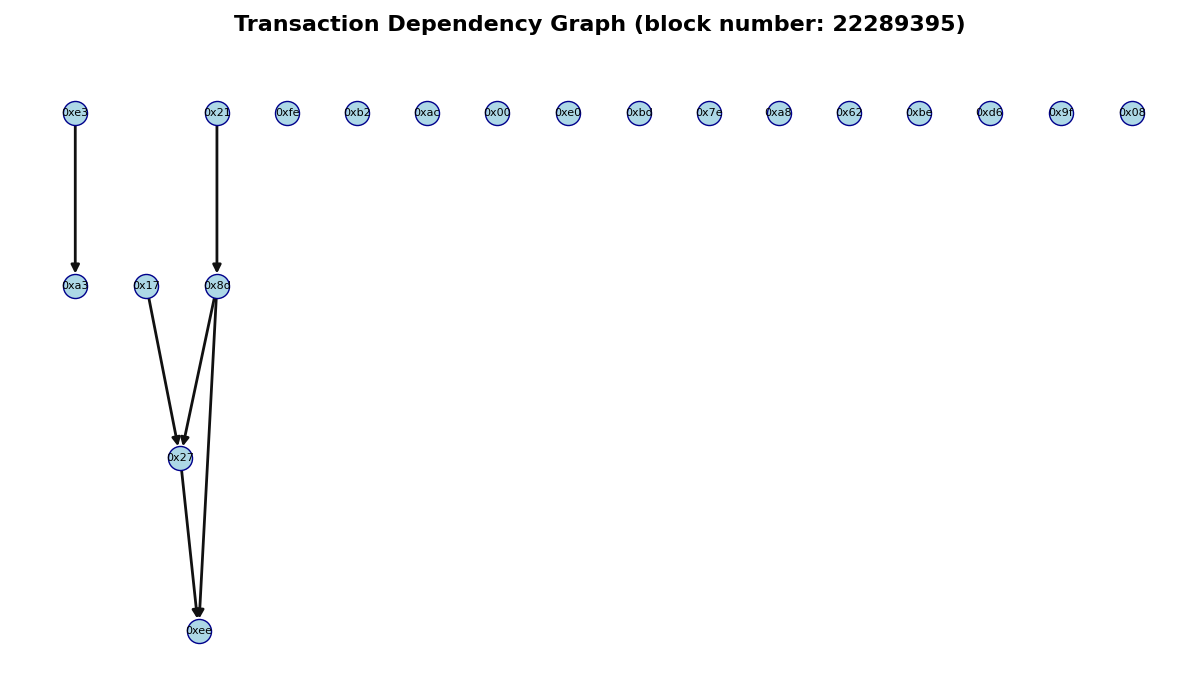 Transaction Dependency Graph (block number: 22289395)
0xe3 0x21 0xfe 0xb2 0xac 0x00 0xe0 0xbd 0x7e 0xa8 0x62 0xbe 0xd6 0x9f 0x08
0xa3 0x17 0x8d
0x27
0xee